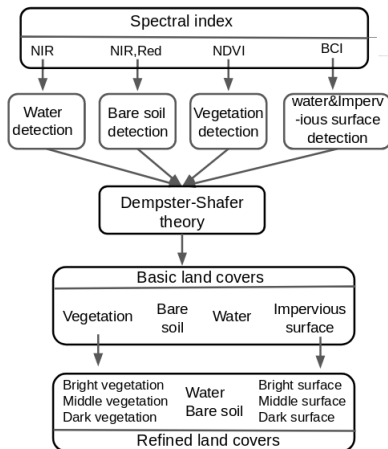 Spectral index
NIR NIR,Red NDVI BCI
Water
detection
Bare soil
detection
Vegetation
detection
water&Imperv
-ious surface
detection
Dempster-Shafer
theory
Basic land covers
Vegetation
Bare
soil
Water
Impervious
surface
Bright vegetation
Middle vegetation
Dark vegetation
Water
Bare soil
Bright surface
Middle surface
Dark surface
Refined land covers